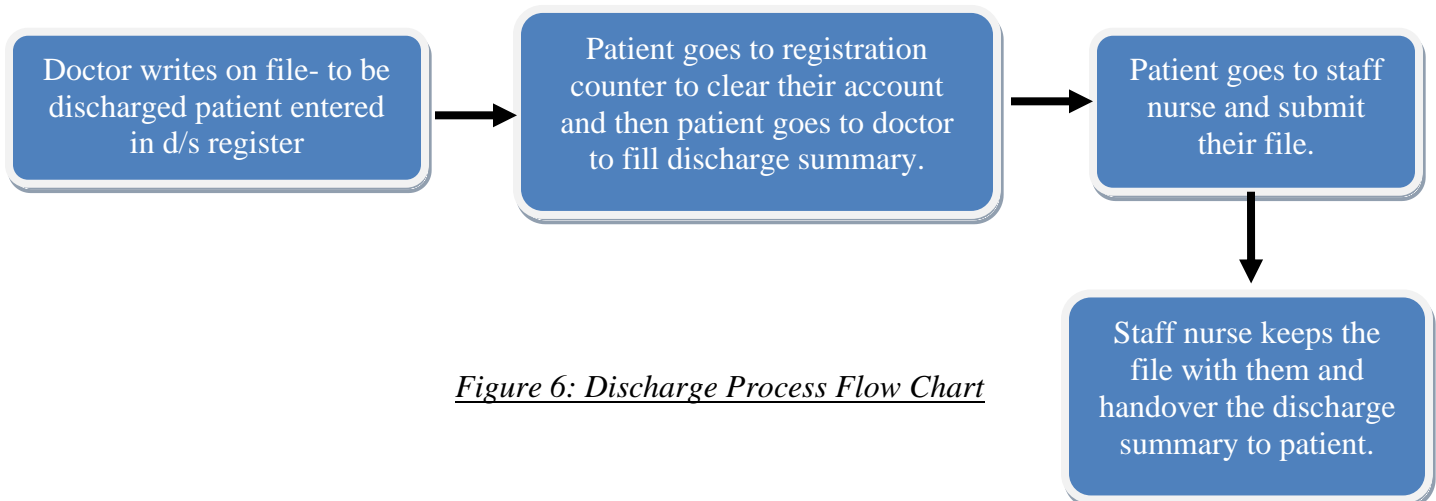 Doctor writes on file- to be
discharged patient entered
in d/s register
Patient goes to registration
counter to clear their account
and then patient goes to doctor
to fill discharge summary.
Patient goes to staff
nurse and submit
their file.
Staff nurse keeps the
file with them and
handover the discharge
summary to patient.
Figure 6: Discharge Process Flow Chart